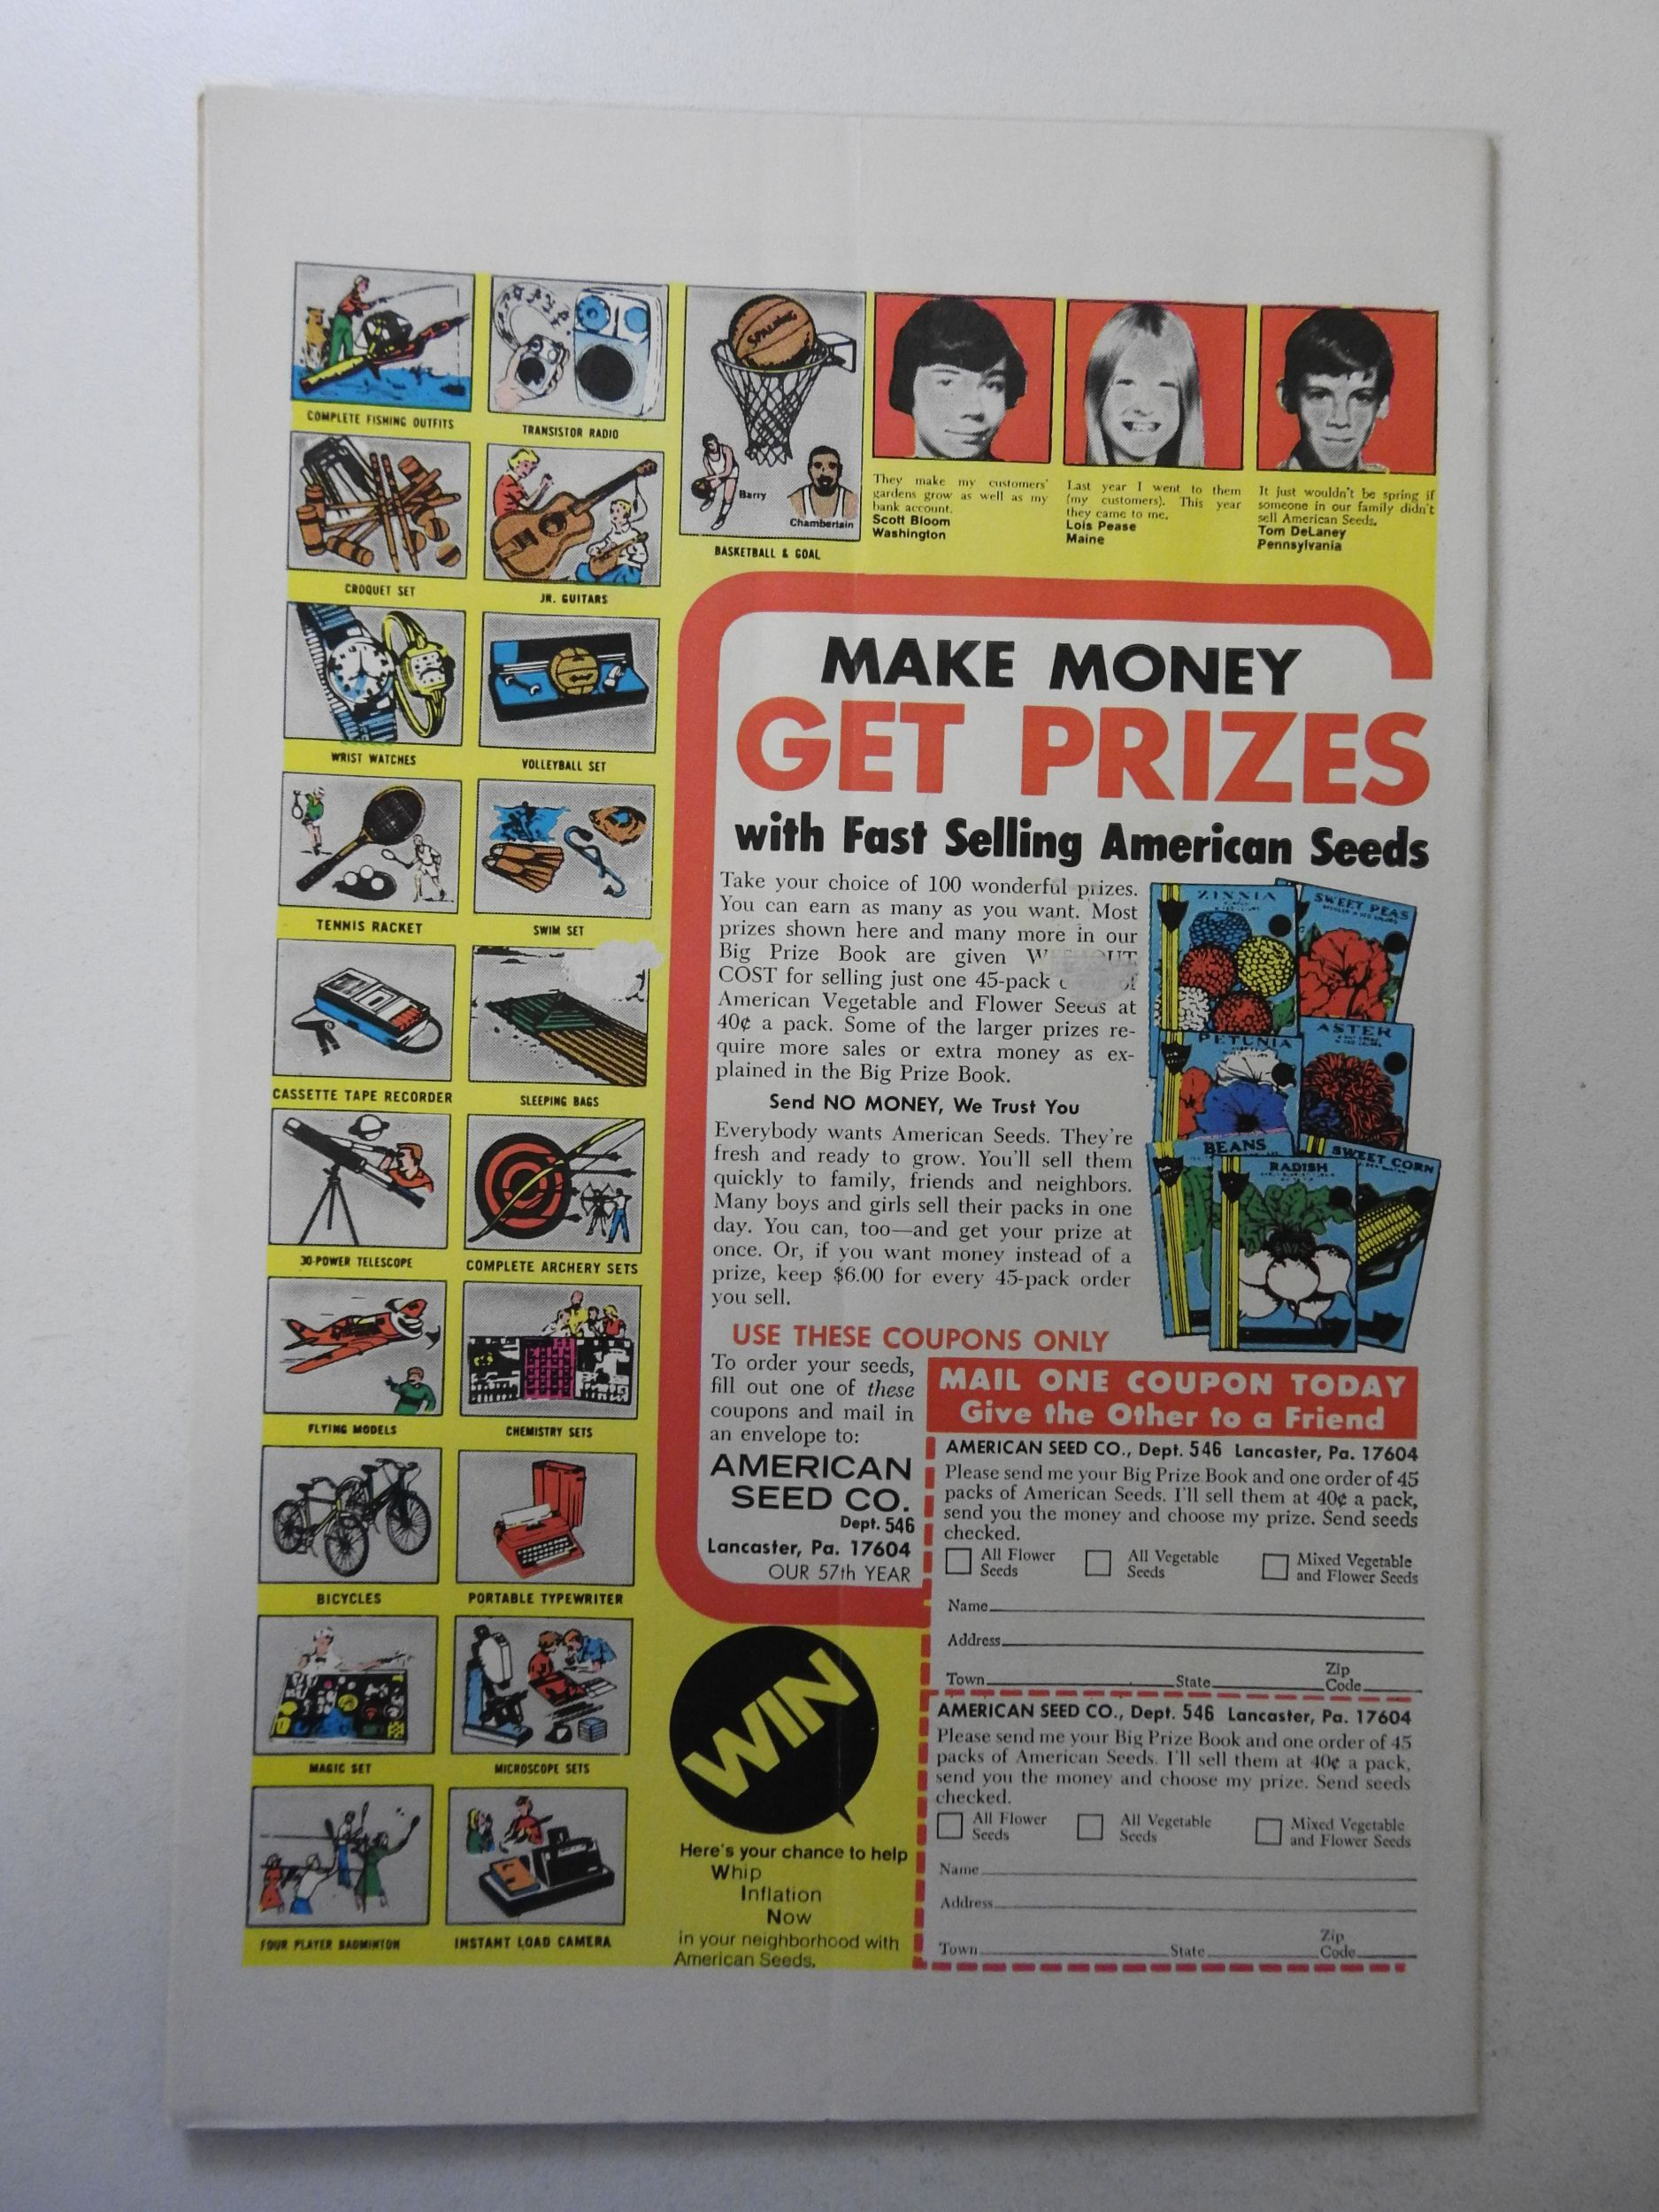 COMPLETE FISHING OUTFITS
TRANSISTOR RADIO
SPALDING
Barry
Chamberlain
BASKETBALL & GOAL
CROQUET SET
JR. GUITARS
WRIST WATCHES
VOLLEYBALL SET
TENNIS RACKET
SWIM SET
CASSETTE TAPE RECORDER
SLEEPING BAGS
30-POWER TELESCOPE
COMPLETE ARCHERY SETS
FLYING MODELS
CHEMISTRY SETS
BICYCLES
PORTABLE TYPEWRITER
MAGIC SET
MICROSCOPE SETS
FOUR PLAYER BADMINTON
INSTANT LOAD CAMERA
They make my customers'
gardens grow as well as my
bank account.
Scott Bloom
Washington
Last year I went to them
(my customers). This year
they came to me.
Lois Pease
Maine
It just wouldn't be spring if
someone in our family didn't
sell American Seeds.
Tom DeLaney
Pennsylvania
MAKE MONEY
GET PRIZES
with Fast Selling American Seeds
Take your choice of 100 wonderful prizes.
You can earn as many as you want. Most
prizes shown here and many more in our
Big Prize Book are given
COST for selling just one 45-pack of
American Vegetable and Flower Seeds at
40¢ a pack. Some of the larger prizes re-
quire more sales or extra money as ex-
plained in the Big Prize Book.
Send NO MONEY, We Trust You
Everybody wants American Seeds. They're
fresh and ready to grow. You'll sell them
quickly to family, friends and neighbors.
Many boys and girls sell their packs in one
day. You can, too—and get your prize at
once. Or, if you want money instead of a
prize, keep $6.00 for every 45-pack order
you sell.
ZINNIA
SWEET PEAS
PETUNIA
ASTER
BEANS
RADISH
SWEET CORN
USE THESE COUPONS ONLY
To order your seeds,
fill out one of these
coupons and mail in
an envelope to:
AMERICAN
SEED CO.
Dept. 546
Lancaster, Pa. 17604
OUR 57th YEAR
MAIL ONE COUPON TODAY
Give the Other to a Friend
AMERICAN SEED CO., Dept. 546 Lancaster, Pa. 17604
Please send me your Big Prize Book and one order of 45
packs of American Seeds. I'll sell them at 40¢ a pack,
send you the money and choose my prize. Send seeds
checked.
All Flower Seeds
All Vegetable Seeds
Mixed Vegetable and Flower Seeds
Name
Address
Town State Zip Code
AMERICAN SEED CO., Dept. 546 Lancaster, Pa. 17604
Please send me your Big Prize Book and one order of 45
packs of American Seeds. I'll sell them at 40¢ a pack,
send you the money and choose my prize. Send seeds
checked.
All Flower Seeds
All Vegetable Seeds
Mixed Vegetable and Flower Seeds
Name
Address
Town State Zip Code
WIN
Here's your chance to help
Whip
Inflation
Now
in your neighborhood with
American Seeds.